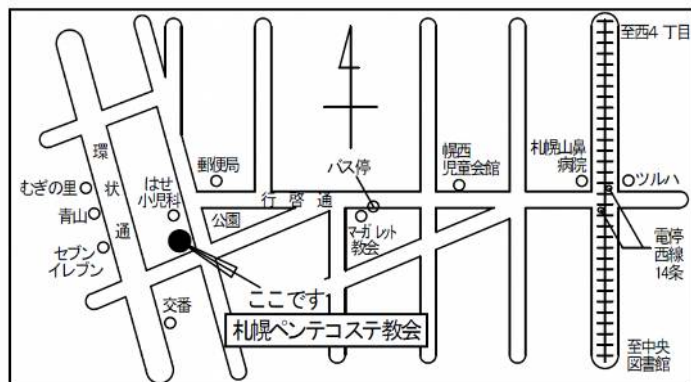 至西4 丁目
環状通
むぎの里
青山
セブン
イレブン
はせ
小児科
郵便局
公園
行 啓 通
バス停
マーガレット
教会
幌西
児童会館
札幌山鼻
病院
ツルハ
電停
西線
14条
交番
ここです
札幌ペンテコステ教会
至中央
図書館